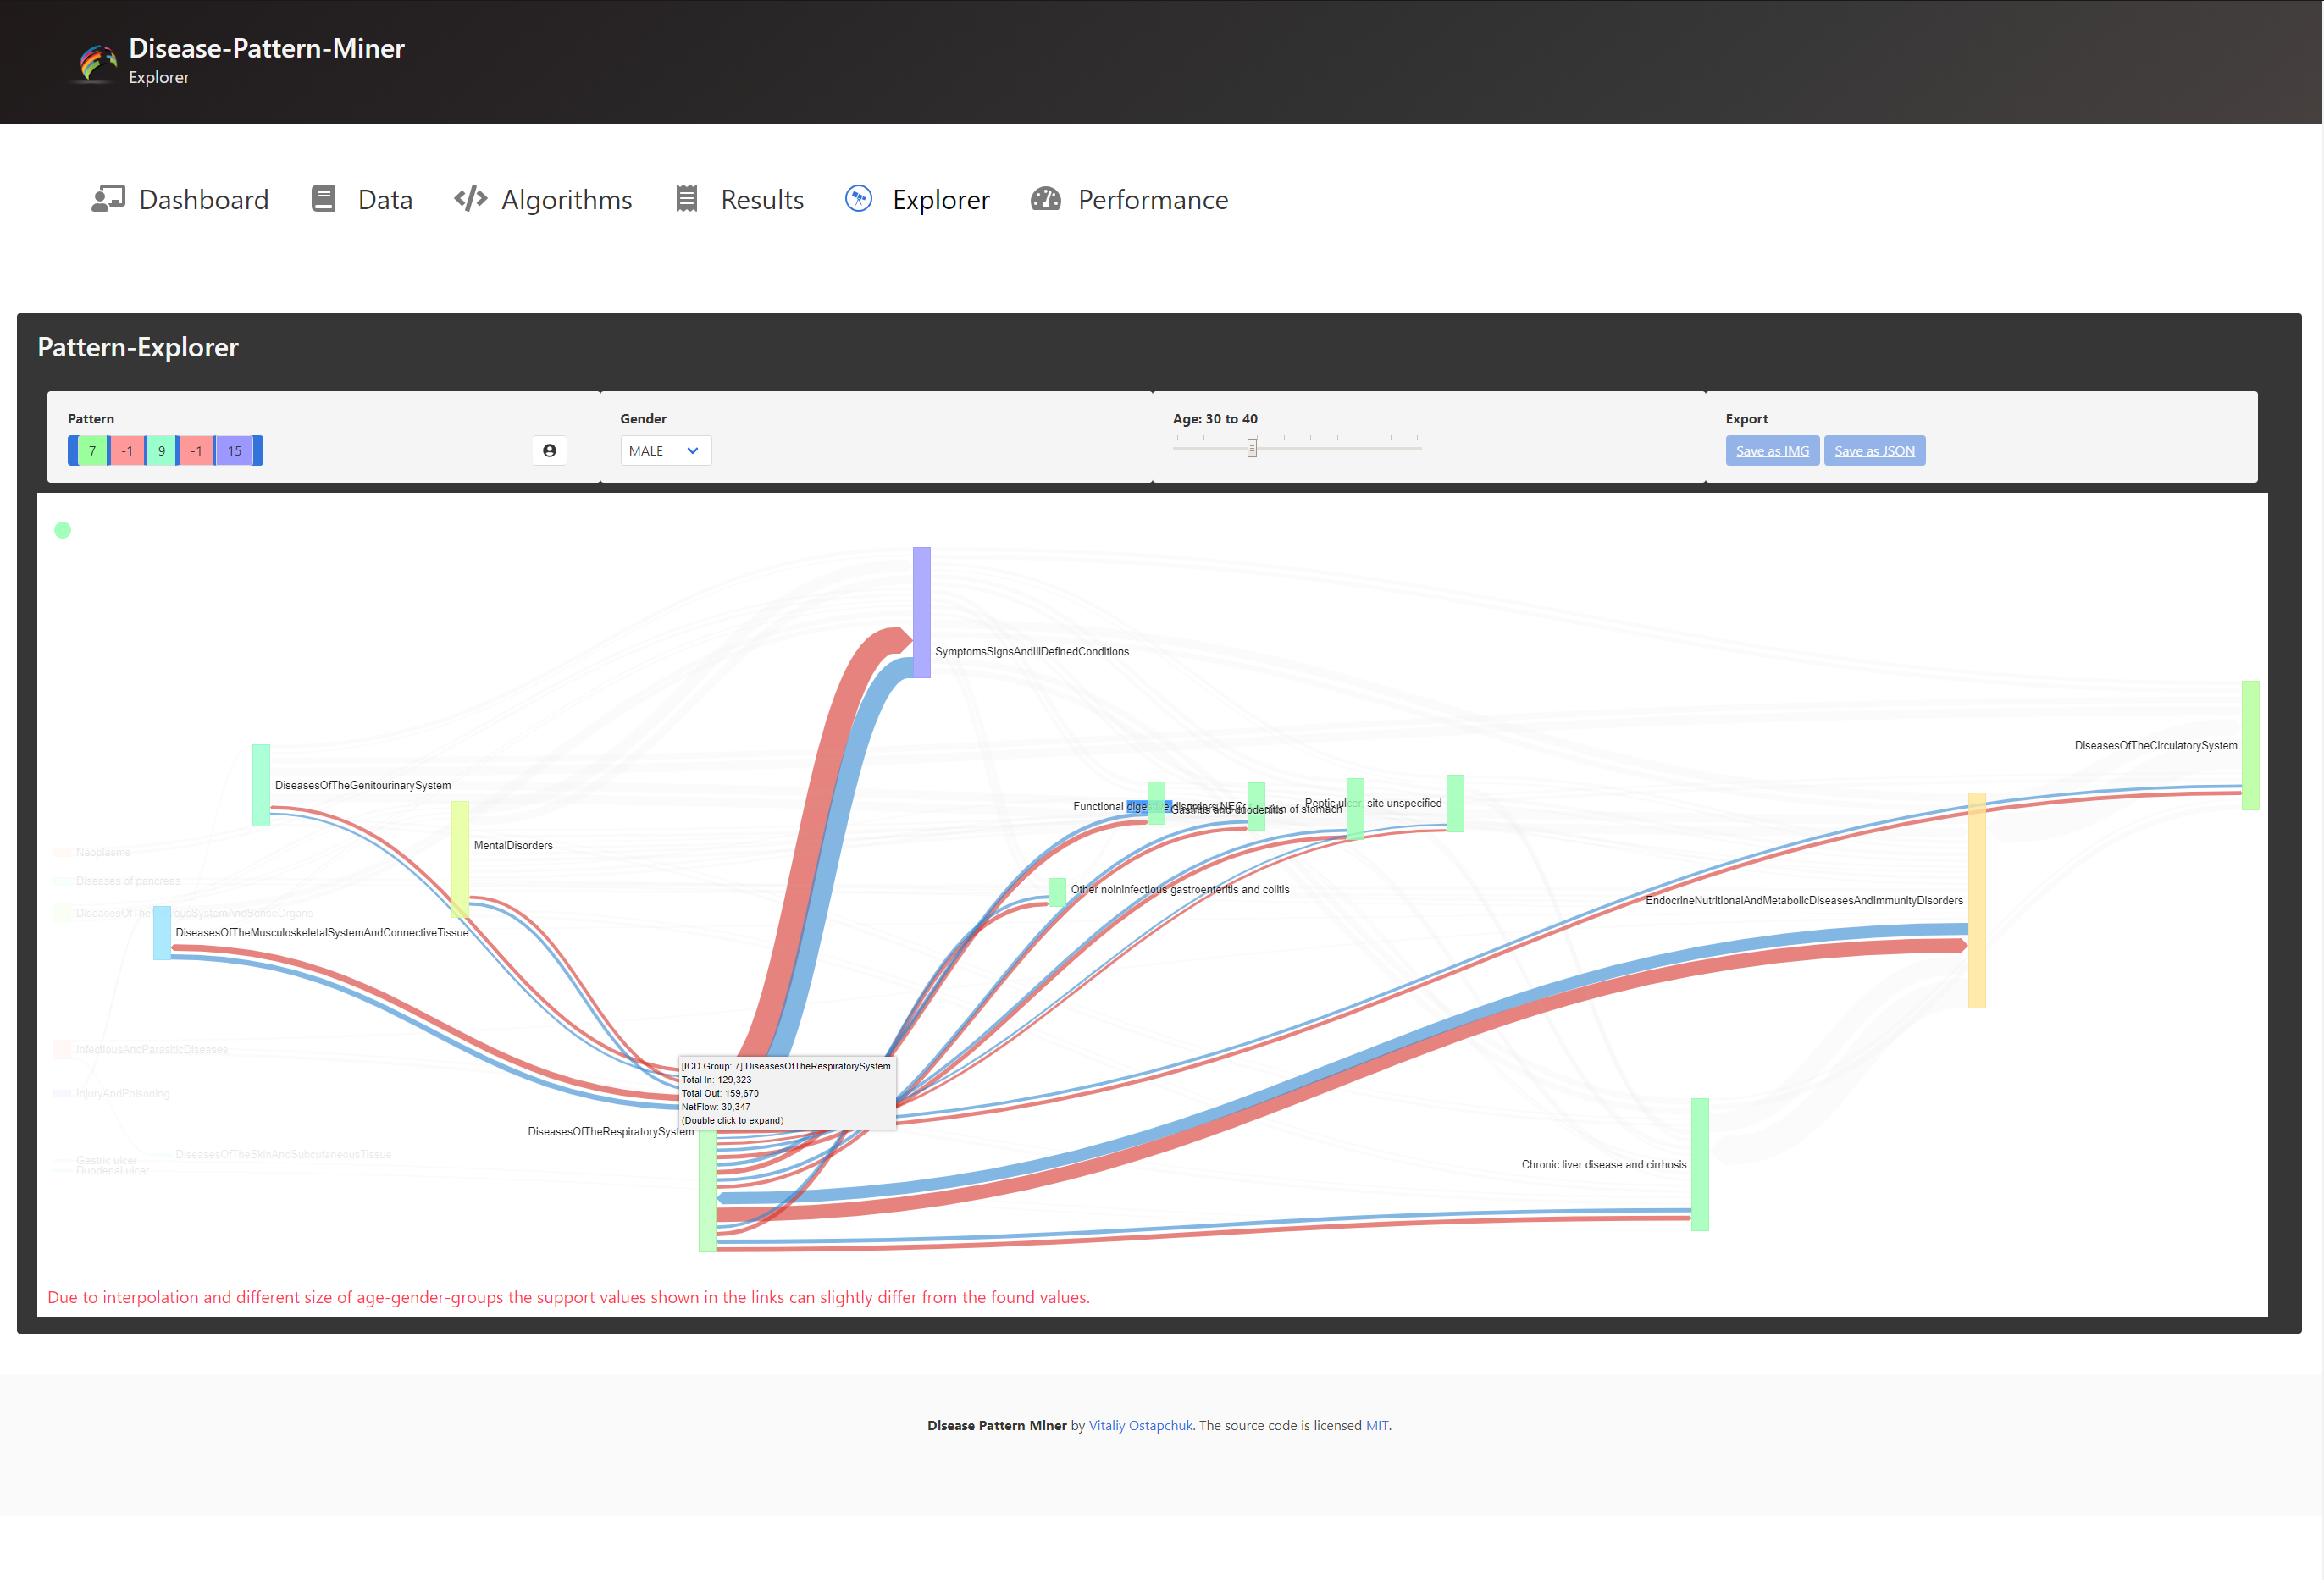 Disease-Pattern-Miner
Explorer
Dashboard
Data
Algorithms
Results
Explorer
Performance
Pattern-Explorer
Pattern
7 -1 9 -1 15
Gender
MALE
Age: 30 to 40
Export
Save as IMG
Save as JSON
SymptomsSignsAndIllDefinedConditions
DiseasesOfTheCirculatorySystem
DiseasesOfTheGenitourinarySystem
Functional digestive disorders NEC
Gastritis and duodenitis
n of stomach
Peptic ulcer, site unspecified
MentalDisorders
Neoplasms
Diseases of pancreas
Other nolninfectious gastroenteritis and colitis
EndocrineNutritionalAndMetabolicDiseasesAndImmunityDisorders
DiseasesOfThe vousSystemAndSenseOrgans
DiseasesOfTheMusculoskeletalSystemAndConnectiveTissue
InfectiousAndParasiticDiseases
[ICD Group: 7] DiseasesOfTheRespiratorySystem
Total In: 129,323
Total Out: 159,670
NetFlow: 30,347
(Double click to expand)
InjuryAndPoisoning
DiseasesOfTheRespiratorySystem
DiseasesOfTheSkinAndSubcutaneousTissue
Gastric ulcer
Duodenal ulcer
Chronic liver disease and cirrhosis
Due to interpolation and different size of age-gender-groups the support values shown in the links can slightly differ from the found values.
Disease Pattern Miner by Vitaliy Ostapchuk. The source code is licensed MIT.